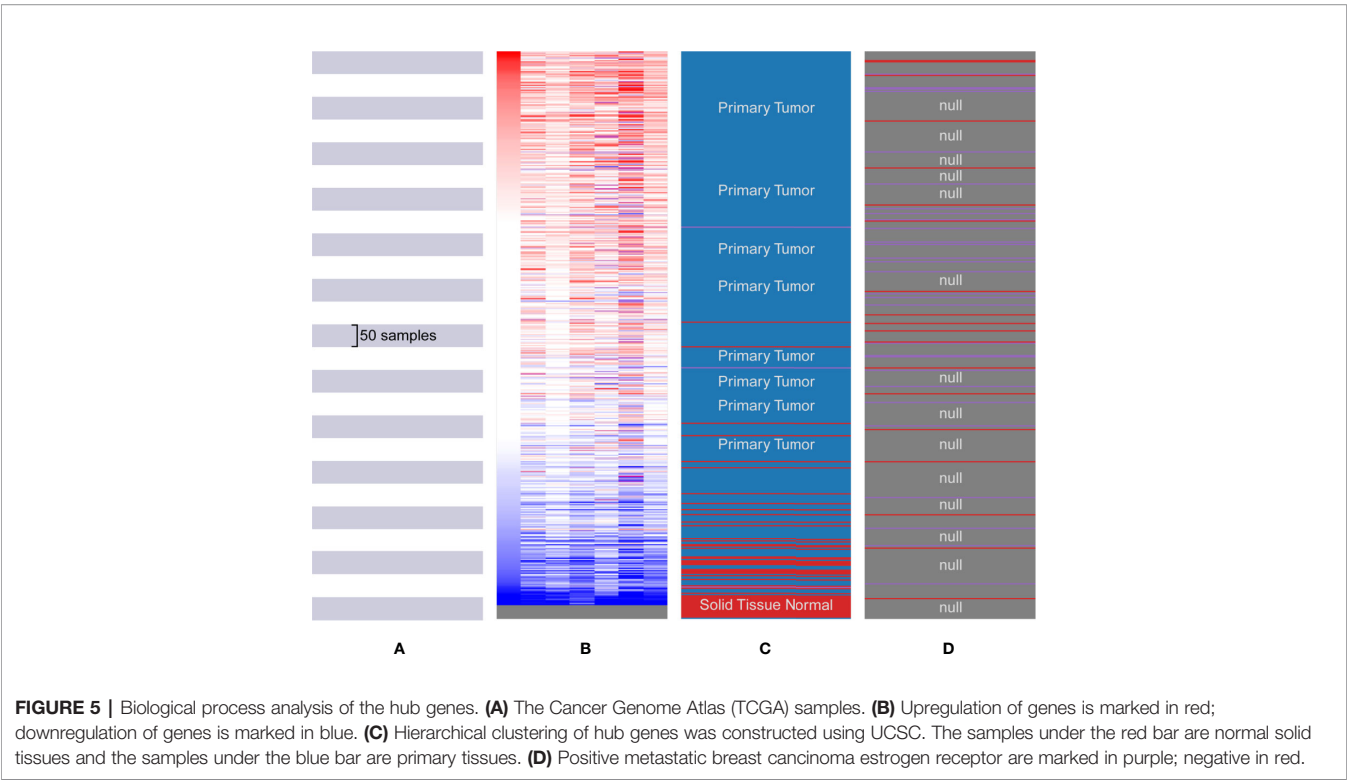 50 samples
Primary Tumor
Primary Tumor
Primary Tumor
Primary Tumor
Primary Tumor
Primary Tumor
Primary Tumor
Primary Tumor
Solid Tissue Normal
null
null
null
null
null
null
null
null
null
null
null
null
null
null
A
B
C
D
FIGURE 5 | Biological process analysis of the hub genes. (A) The Cancer Genome Atlas (TCGA) samples. (B) Upregulation of genes is marked in red;
downregulation of genes is marked in blue. (C) Hierarchical clustering of hub genes was constructed using UCSC. The samples under the red bar are normal solid
tissues and the samples under the blue bar are primary tissues. (D) Positive metastatic breast cancinoma estrogen receptor are marked in purple; negative in red.